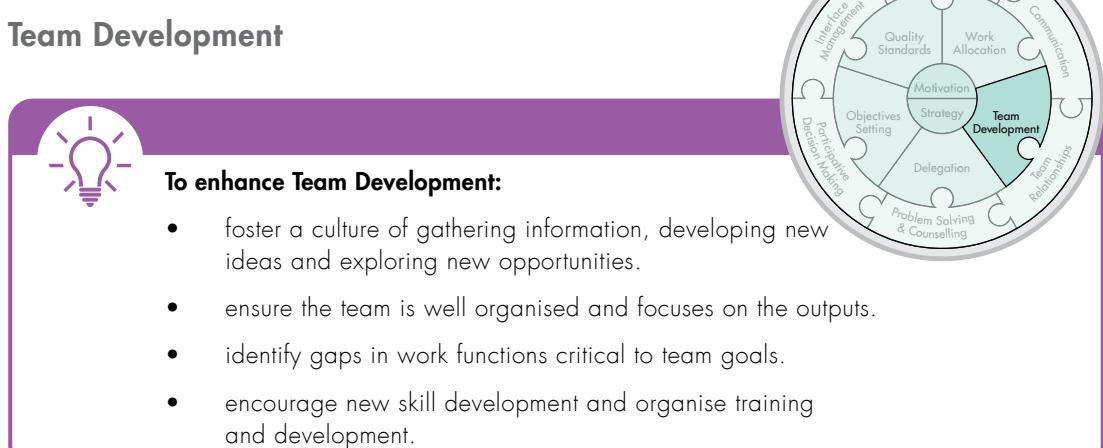 Team Development
Interface
Management
Communication
Quality
Standards
Work
Allocation
Motivation
Strategy
Objectives
Setting
Team
Development
Delegation
Participative
Decision Making
Team
Relationships
Problem Solving
& Counselling
To enhance Team Development:
• foster a culture of gathering information, developing new
ideas and exploring new opportunities.
• ensure the team is well organised and focuses on the outputs.
• identify gaps in work functions critical to team goals.
• encourage new skill development and organise training
and development.